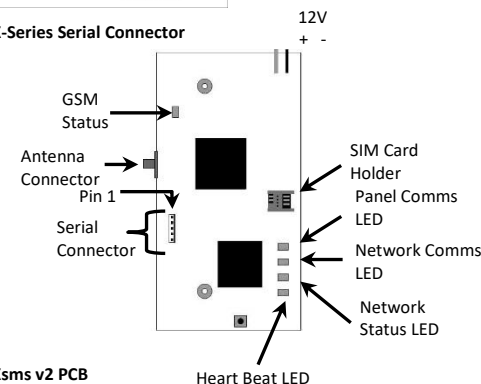 -Series Serial Connector
12V
+ -
GSM
Status
Antenna
Connector
Pin 1
Serial
Connector
SIM Card
Holder
Panel Comms
LED
Network Comms
LED
Network
Status LED
Heart Beat LED
sms v2 PCB